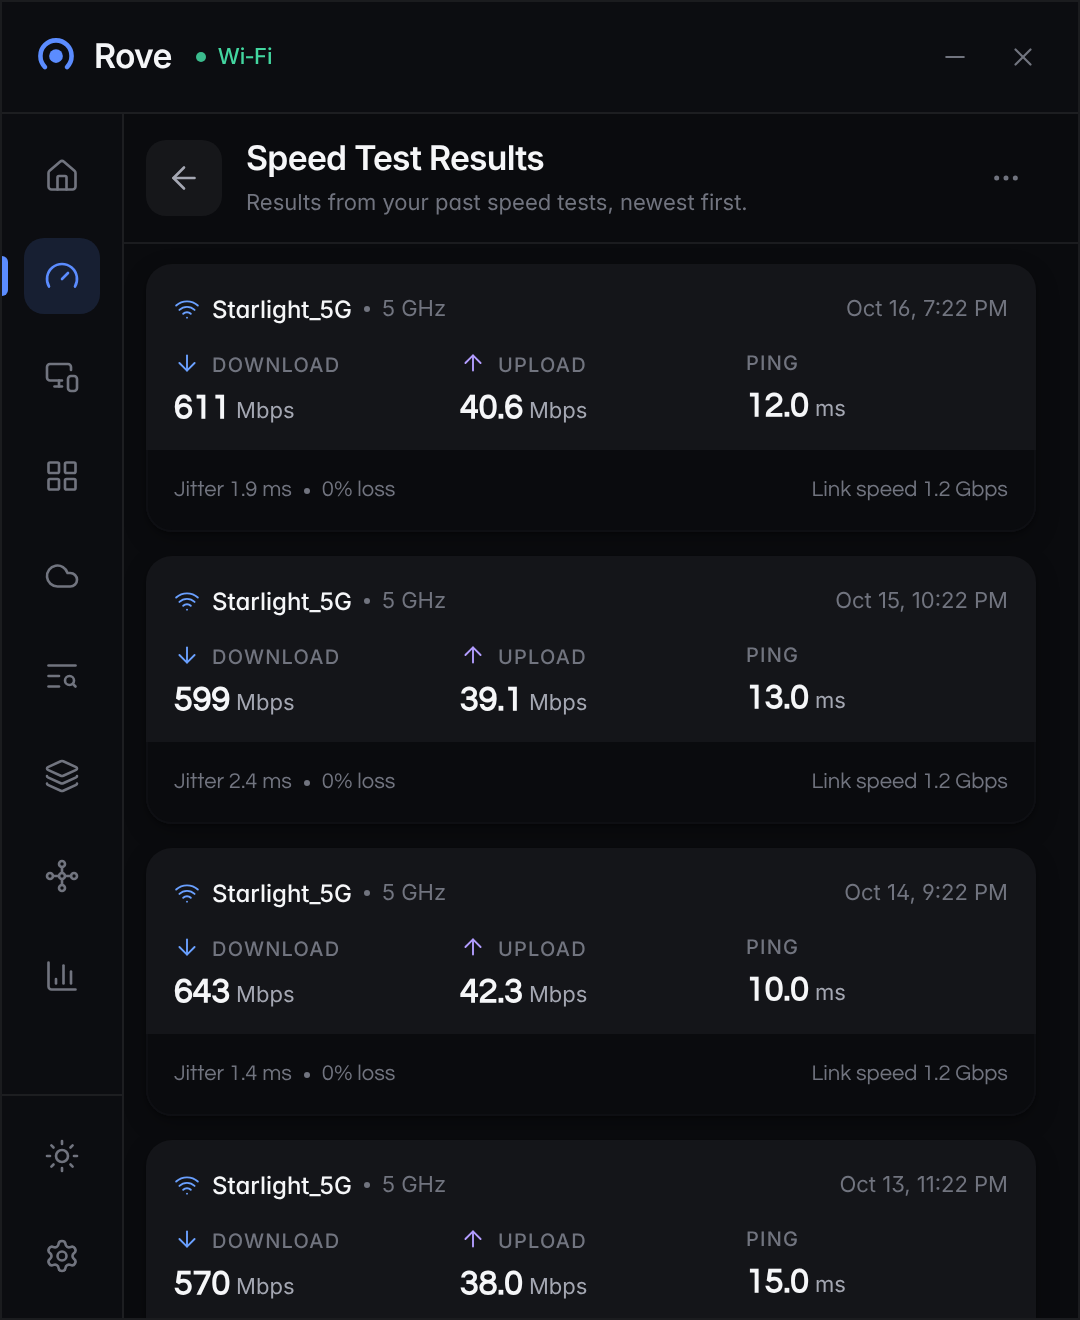 Rove • Wi-Fi
Speed Test Results
Results from your past speed tests, newest first.
Starlight_5G • 5 GHz Oct 16, 7:22 PM
DOWNLOAD UPLOAD PING
611 Mbps 40.6 Mbps 12.0 ms
Jitter 1.9 ms • 0% loss Link speed 1.2 Gbps
Starlight_5G • 5 GHz Oct 15, 10:22 PM
DOWNLOAD UPLOAD PING
599 Mbps 39.1 Mbps 13.0 ms
Jitter 2.4 ms • 0% loss Link speed 1.2 Gbps
Starlight_5G • 5 GHz Oct 14, 9:22 PM
DOWNLOAD UPLOAD PING
643 Mbps 42.3 Mbps 10.0 ms
Jitter 1.4 ms • 0% loss Link speed 1.2 Gbps
Starlight_5G • 5 GHz Oct 13, 11:22 PM
DOWNLOAD UPLOAD PING
570 Mbps 38.0 Mbps 15.0 ms